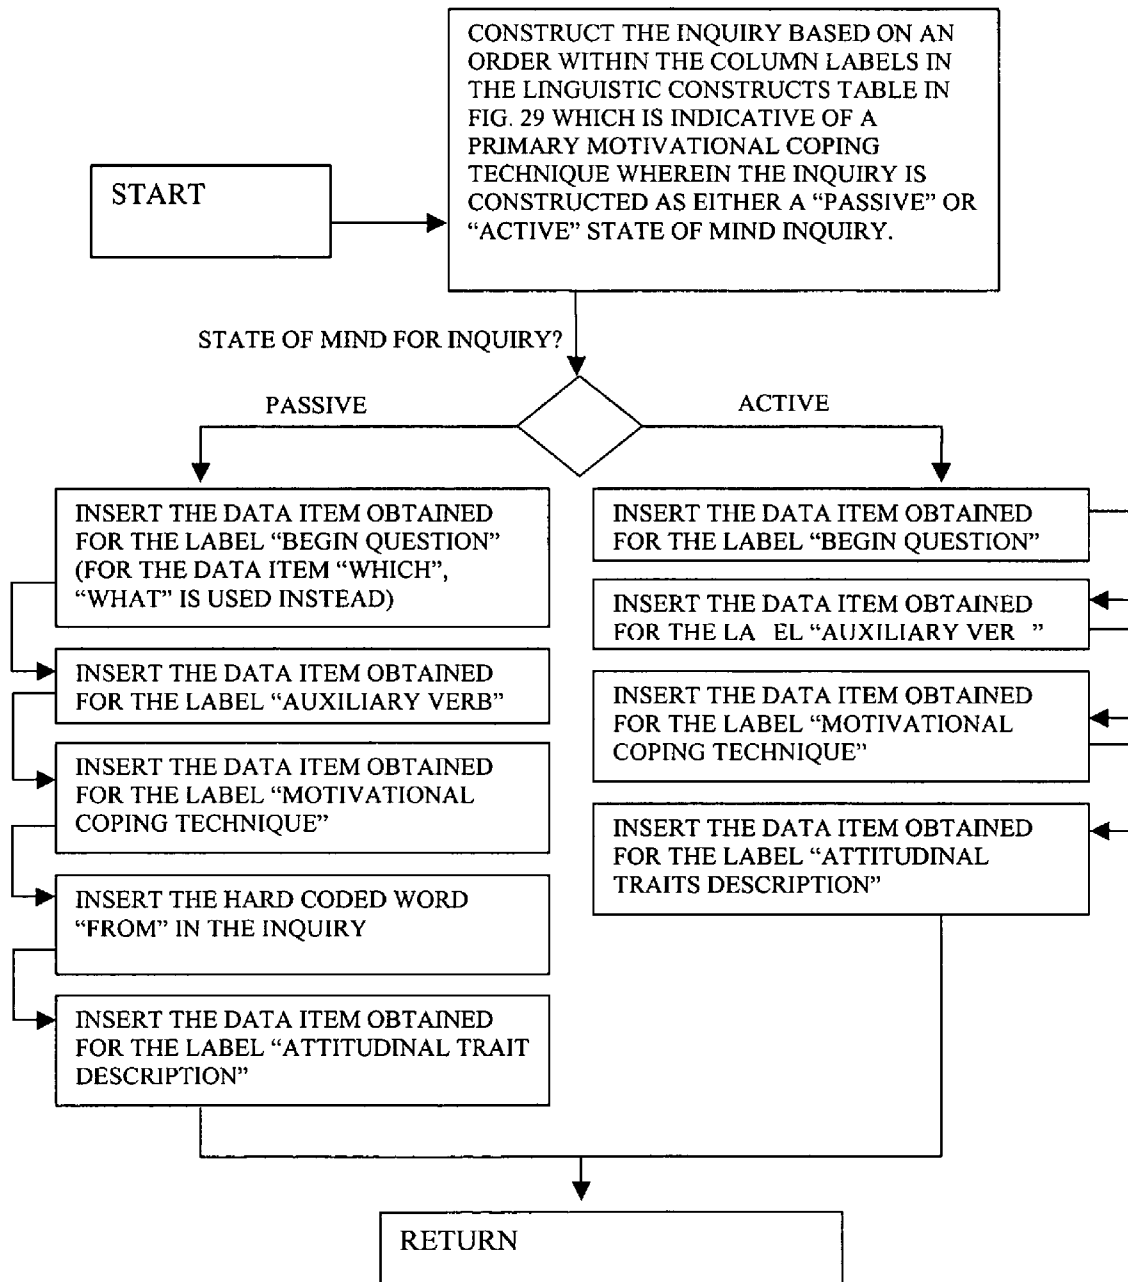 START
CONSTRUCT THE INQUIRY BASED ON AN
ORDER WITHIN THE COLUMN LABELS IN
THE LINGUISTIC CONSTRUCTS TABLE IN
FIG. 29 WHICH IS INDICATIVE OF A
PRIMARY MOTIVATIONAL COPING
TECHNIQUE WHEREIN THE INQUIRY IS
CONSTRUCTED AS EITHER A “PASSIVE” OR
“ACTIVE” STATE OF MIND INQUIRY.
STATE OF MIND FOR INQUIRY?
PASSIVE
ACTIVE
INSERT THE DATA ITEM OBTAINED
FOR THE LABEL “BEGIN QUESTION”
(FOR THE DATA ITEM “WHICH”,
“WHAT” IS USED INSTEAD)
INSERT THE DATA ITEM OBTAINED
FOR THE LABEL “AUXILIARY VERB”
INSERT THE DATA ITEM OBTAINED
FOR THE LABEL “MOTIVATIONAL
COPING TECHNIQUE”
INSERT THE HARD CODED WORD
“FROM” IN THE INQUIRY
INSERT THE DATA ITEM OBTAINED
FOR THE LABEL “ATTITUDINAL TRAIT
DESCRIPTION”
INSERT THE DATA ITEM OBTAINED
FOR THE LABEL “BEGIN QUESTION”
INSERT THE DATA ITEM OBTAINED
FOR THE LA EL “AUXILIARY VER ”
INSERT THE DATA ITEM OBTAINED
FOR THE LABEL “MOTIVATIONAL
COPING TECHNIQUE”
INSERT THE DATA ITEM OBTAINED
FOR THE LABEL “ATTITUDINAL
TRAITS DESCRIPTION”
RETURN